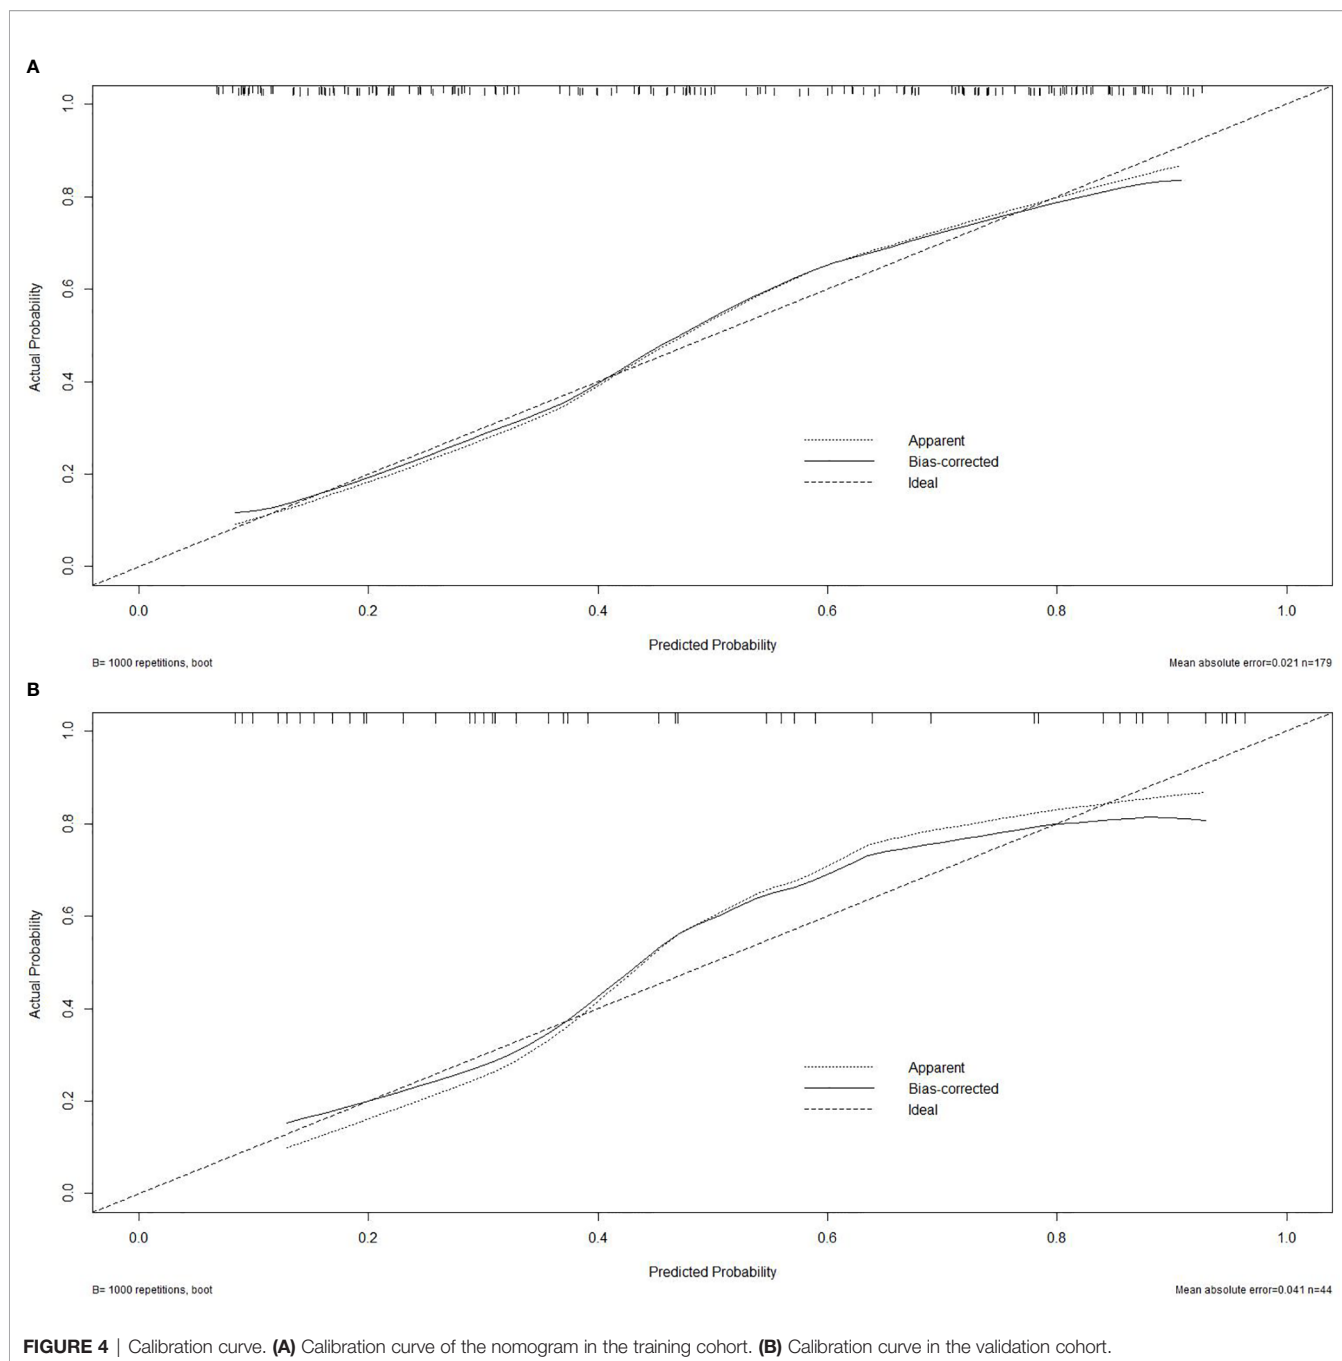 A
1.0
0.8
0.6
0.4
0.2
0.0
Actual Probability
Apparent
Bias-corrected
Ideal
0.0 0.2 0.4 0.6 0.8 1.0
Predicted Probability
B= 1000 repetitions, boot
Mean absolute error=0.021 n=179
B
1.0
0.8
0.6
0.4
0.2
0.0
Actual Probability
Apparent
Bias-corrected
Ideal
0.0 0.2 0.4 0.6 0.8 1.0
Predicted Probability
B= 1000 repetitions, boot
Mean absolute error=0.041 n=44
FIGURE 4 | Calibration curve. (A) Calibration curve of the nomogram in the training cohort. (B) Calibration curve in the validation cohort.